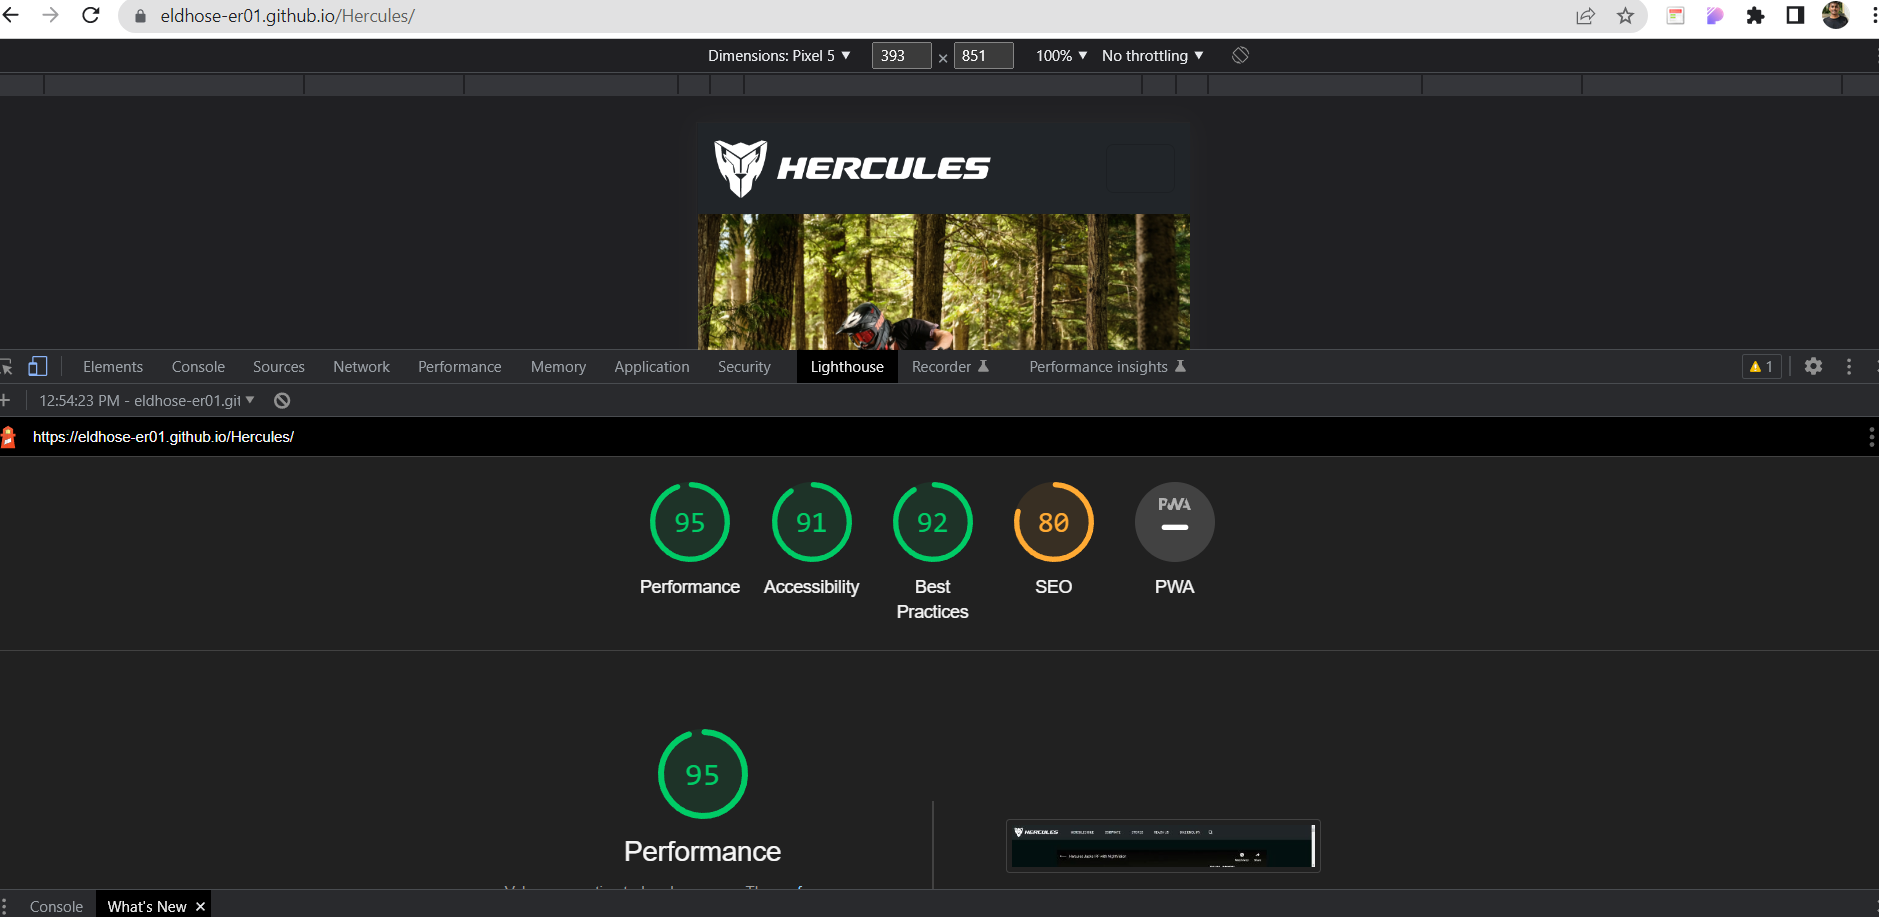 eldhose-er01.github.io/Hercules/
Dimensions: Pixel 5 ▼ 393 × 851 100% ▼ No throttling ▼
HERCULES
Elements Console Sources Network Performance Memory Application Security Lighthouse Recorder Performance insights 1
12:54:23 PM - eldhose-er01.git ▼
https://eldhose-er01.github.io/Hercules/
95 91 92 80 PWA
Performance Accessibility Best Practices SEO PWA
95
Performance
HERCULES
Console What's New ×